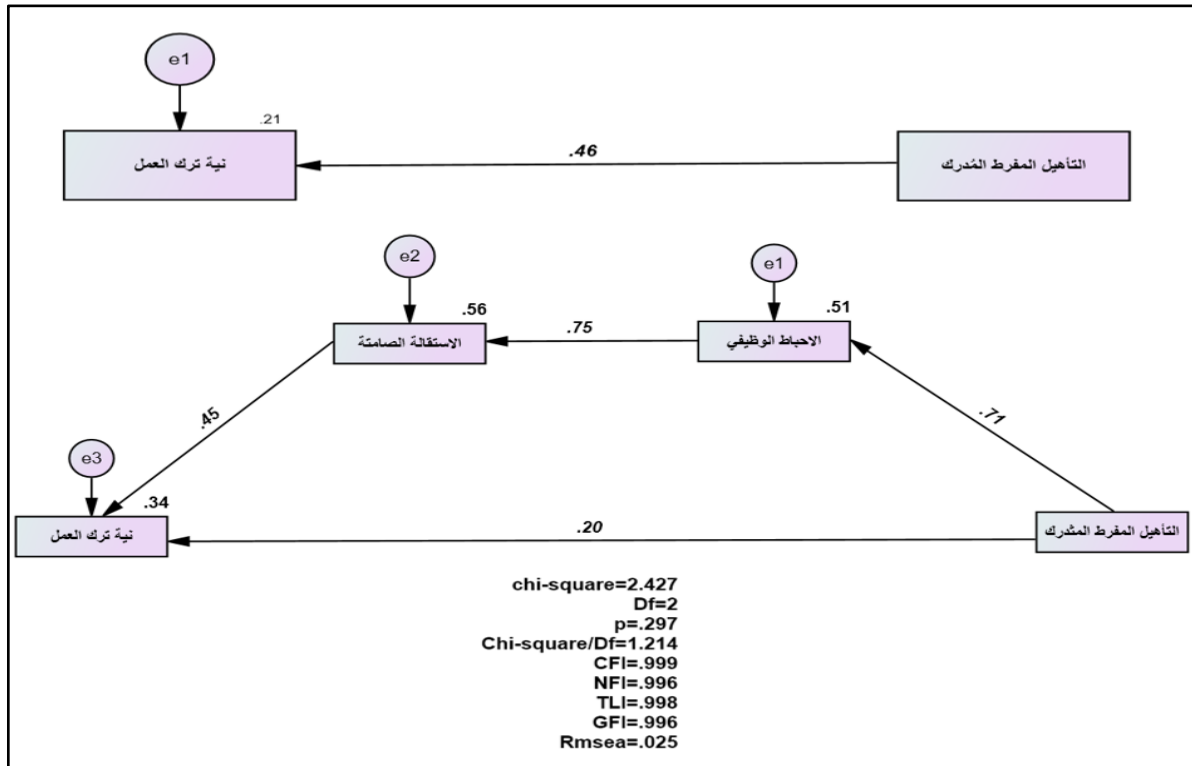 e1
.21
نية ترك العمل
.46
التأهيل المفرط المُدرك
e2
e1
.56
.51
الاستقالة الصامتة
.75
الاحباط الوظيفي
.45
.71
e3
.34
نية ترك العمل
.20
التأهيل المفرط المثدرك
chi-square=2.427
Df=2
p=.297
Chi-square/Df=1.214
CFI=.999
NFI=.996
TLI=.998
GFI=.996
Rmsea=.025